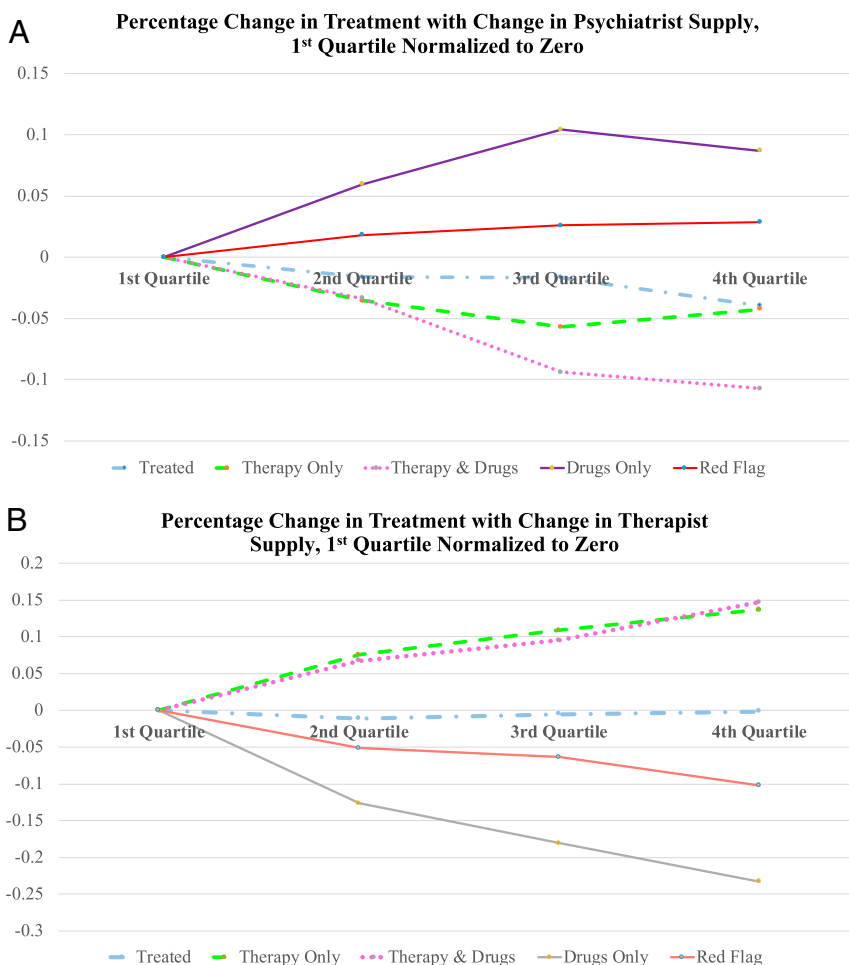 A
Percentage Change in Treatment with Change in Psychiatrist Supply,
1st Quartile Normalized to Zero
0.15
0.1
0.05
0
1st Quartile 2nd Quartile 3rd Quartile 4th Quartile
-0.05
-0.1
-0.15
Treated Therapy Only Therapy & Drugs Drugs Only Red Flag
B
Percentage Change in Treatment with Change in Therapist
Supply, 1st Quartile Normalized to Zero
0.2
0.15
0.1
0.05
0
1st Quartile 2nd Quartile 3rd Quartile 4th Quartile
-0.05
-0.1
-0.15
-0.2
-0.25
-0.3
Treated Therapy Only Therapy & Drugs Drugs Only Red Flag